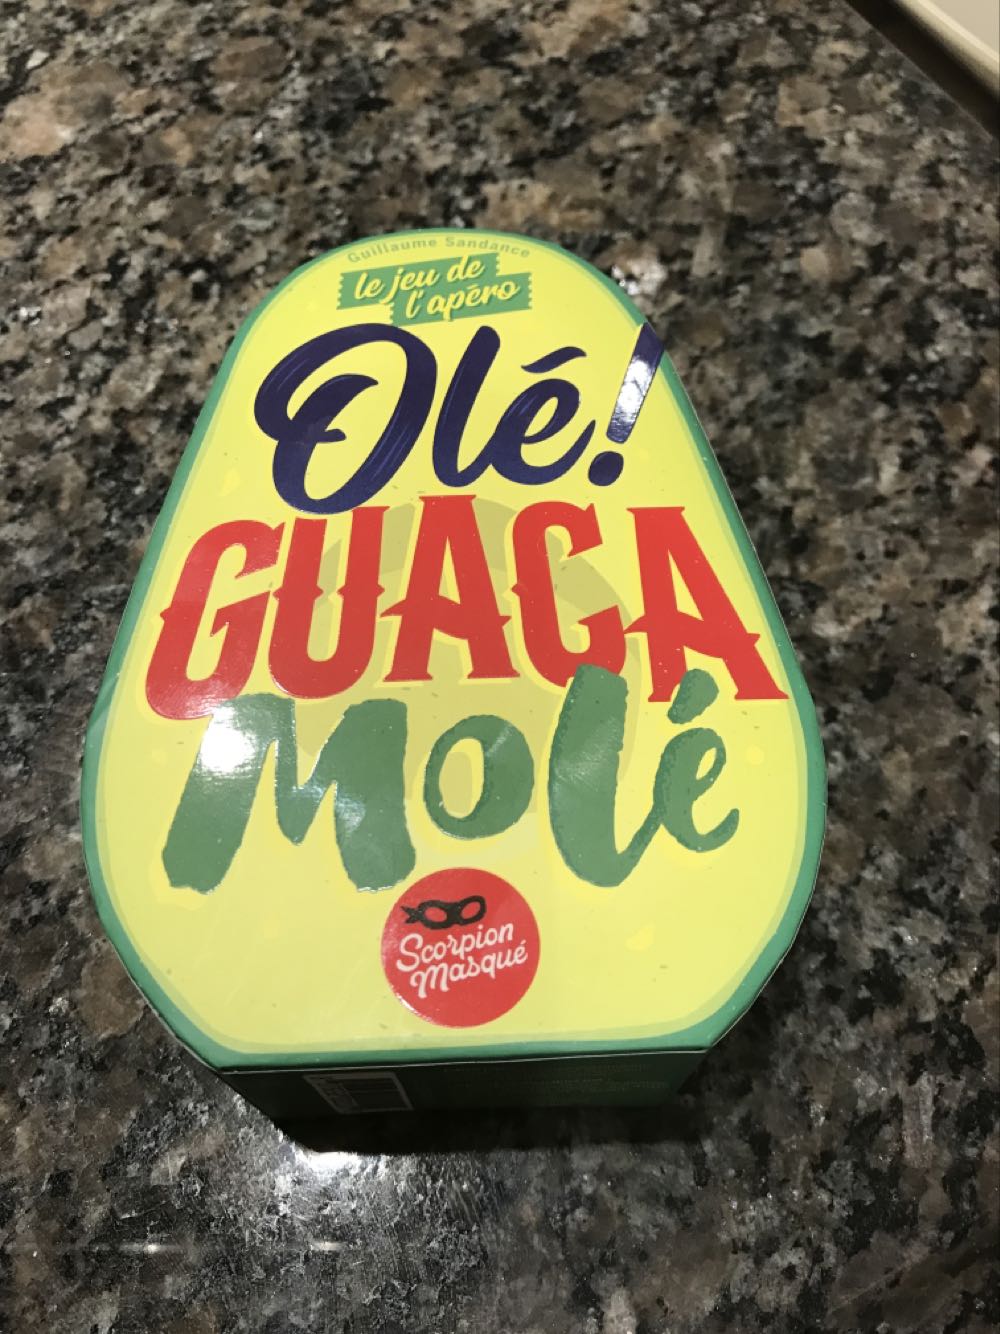 Guillaume Sandance
le jeu de
l'apéro
Olé!
GUACA
Molé
Scorpion
Masqué